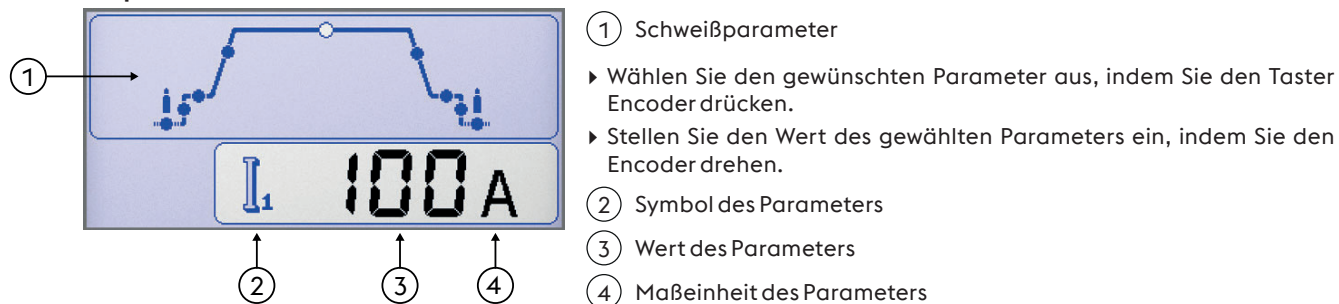 1 Schweißparameter
▸ Wählen Sie den gewünschten Parameter aus, indem Sie den Taster
Encoder drücken.
▸ Stellen Sie den Wert des gewählten Parameters ein, indem Sie den
Encoder drehen.
2 Symbol des Parameters
3 Wert des Parameters
4 Maßeinheit des Parameters
1
I1 100 A
2 3 4